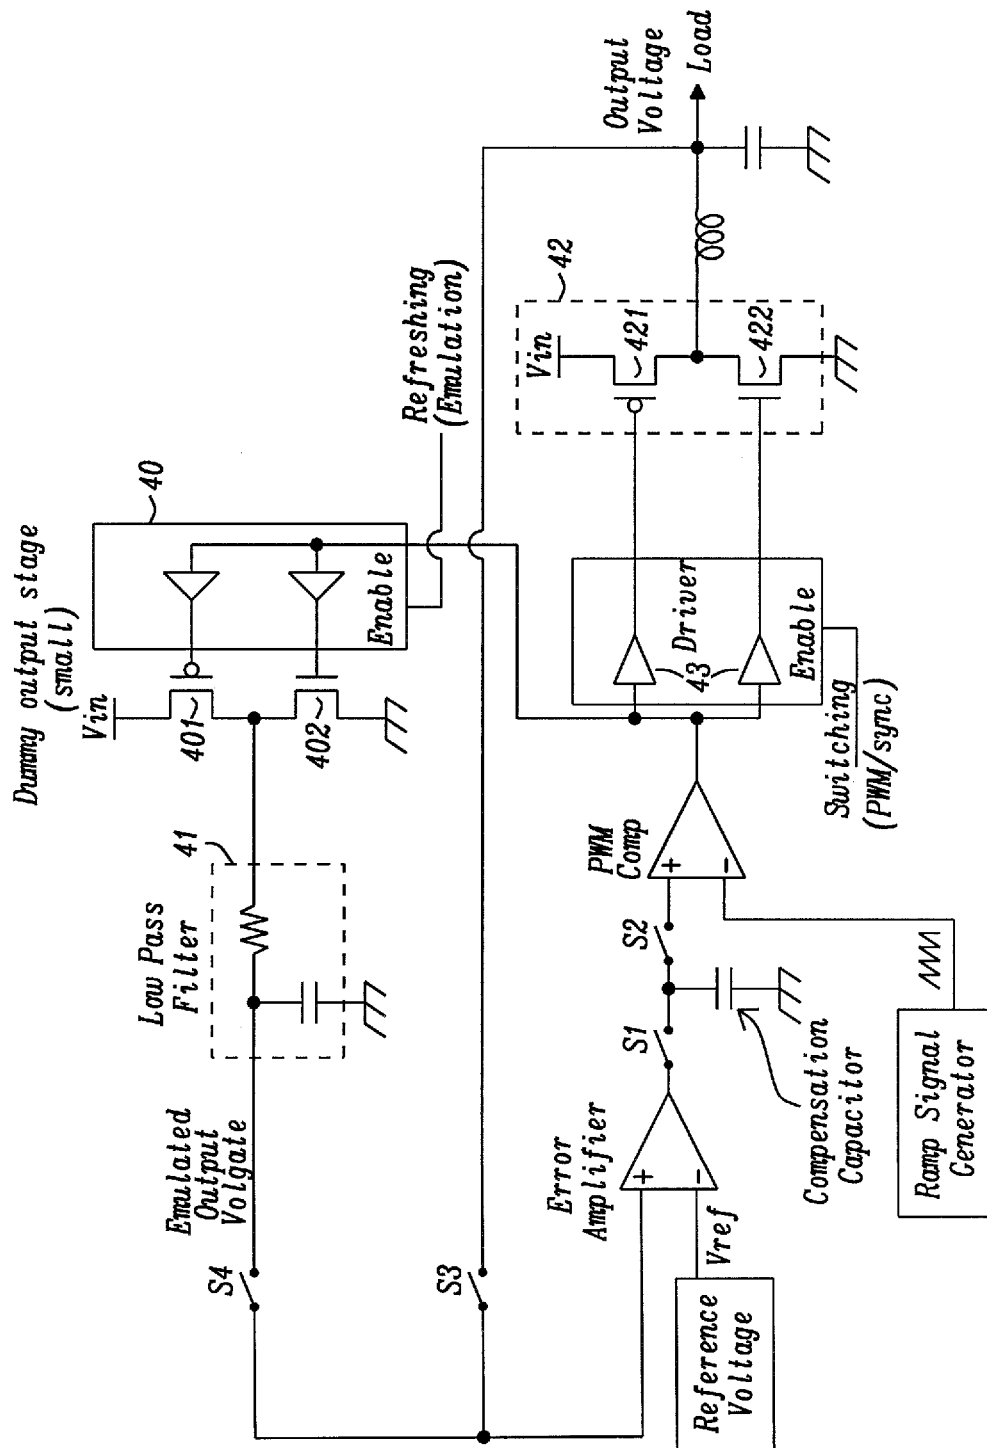 Dummy output stage
(small)
40
Vin
401
402
Enable
Refreshing
(Emulation)
Low Pass
Filter
41
Emulated
Output
Volgate
S4
S3
Output
Voltage
Load
42
Vin
421
422
Driver
43
Enable
Switching
(PWM/sync)
PWM
Comp
+
-
S2
S1
Compensation
Capacitor
Error
Amplifier
+
-
Vref
Reference
Voltage
Ramp Signal
Generator